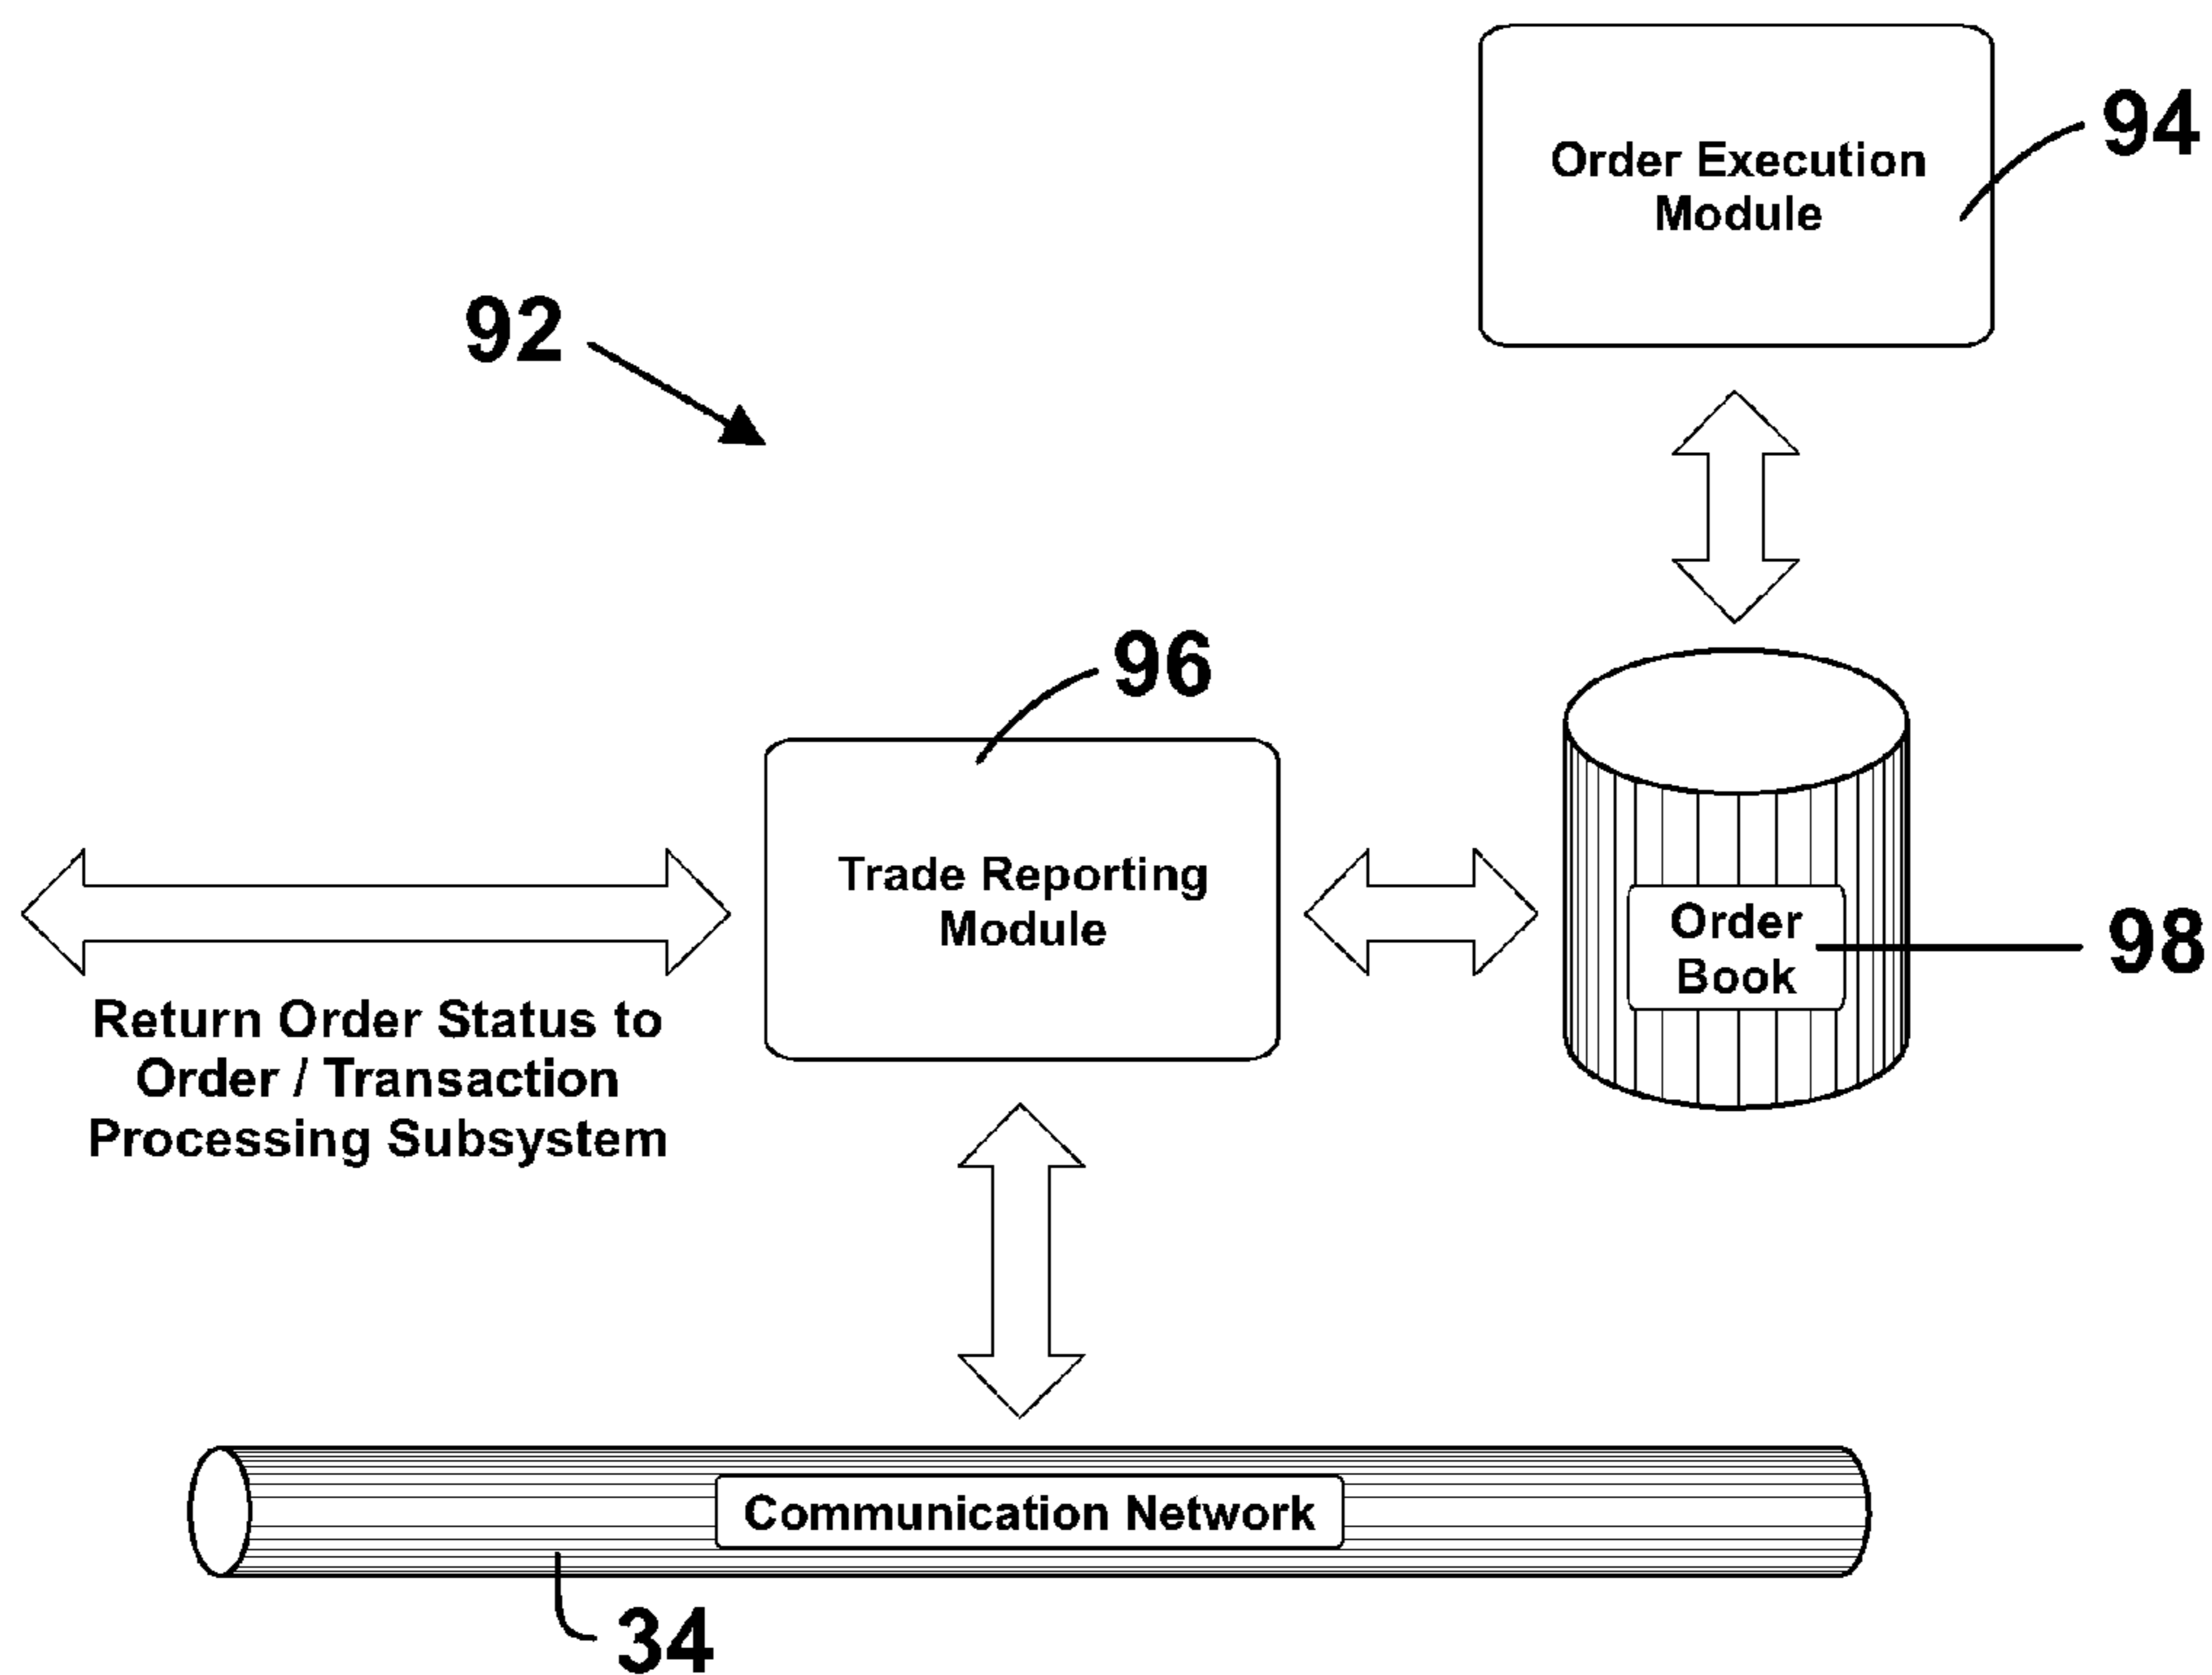 94
Order Execution
Module
92
96
Trade Reporting
Module
Order
Book
98
Return Order Status to
Order / Transaction
Processing Subsystem
Communication Network
34